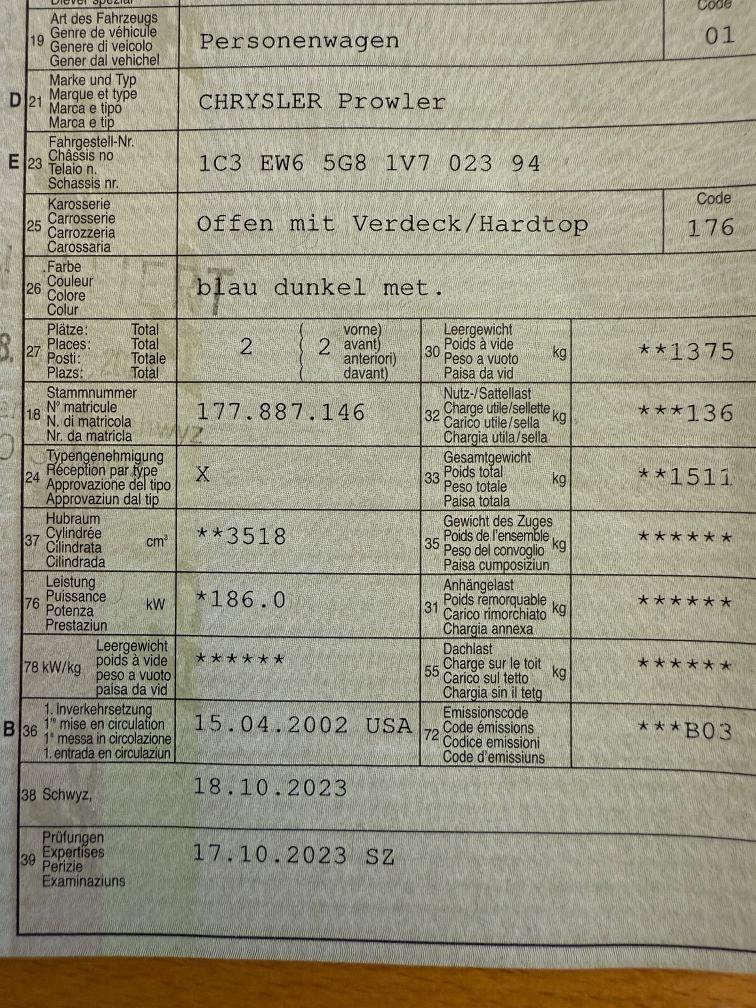 Code
19 Art des Fahrzeugs
Genre de véhicule
Genere di veicolo
Gener dal vehichel
Personenwagen
01
D 21 Marke und Typ
Marque et type
Marca e tipo
Marca e tip
CHRYSLER Prowler
E 23 Fahrgestell-Nr.
Châssis no
Telaio n.
Schassis nr.
1C3 EW6 5G8 1V7 023 94
25 Karosserie
Carrosserie
Carrozzeria
Carossaria
Offen mit Verdeck/Hardtop
Code
176
26 Farbe
Couleur
Colore
Colur
blau dunkel met.
27 Plätze: Total
Places: Total
Posti: Totale
Plazs: Total
2 ( 2 vorne)
avant)
anteriori)
davant)
30 Leergewicht
Poids à vide
Peso a vuoto
Paisa da vid
kg
**1375
18 Stammnummer
N° matricule
N. di matricola
Nr. da matricla
177.887.146
32 Nutz-/Sattellast
Charge utile/sellette
Carico utile/sella
Chargia utila/sella
kg
***136
24 Typengenehmigung
Réception par type
Approvazione del tipo
Approvaziun dal tip
X
33 Gesamtgewicht
Poids total
Peso totale
Paisa totala
kg
**1511
37 Hubraum
Cylindrée
Cilindrata
Cilindrada
cm³
**3518
35 Gewicht des Zuges
Poids de l'ensemble
Peso del convoglio
Paisa cumposiziun
kg
******
76 Leistung
Puissance
Potenza
Prestaziun
kW
*186.0
31 Anhängelast
Poids remorquable
Carico rimorchiato
Chargia annexa
kg
******
78 kW/kg Leergewicht
poids à vide
peso a vuoto
paisa da vid
******
55 Dachlast
Charge sur le toit
Carico sul tetto
Chargia sin il tetg
kg
******
B 36 1. Inverkehrsetzung
1re mise en circulation
1a messa in circolazione
1. entrada en circulaziun
15.04.2002 USA
72 Emissionscode
Code émissions
Codice emissioni
Code d'emissiuns
***B03
38 Schwyz,
18.10.2023
39 Prüfungen
Expertises
Perizie
Examinaziuns
17.10.2023 SZ